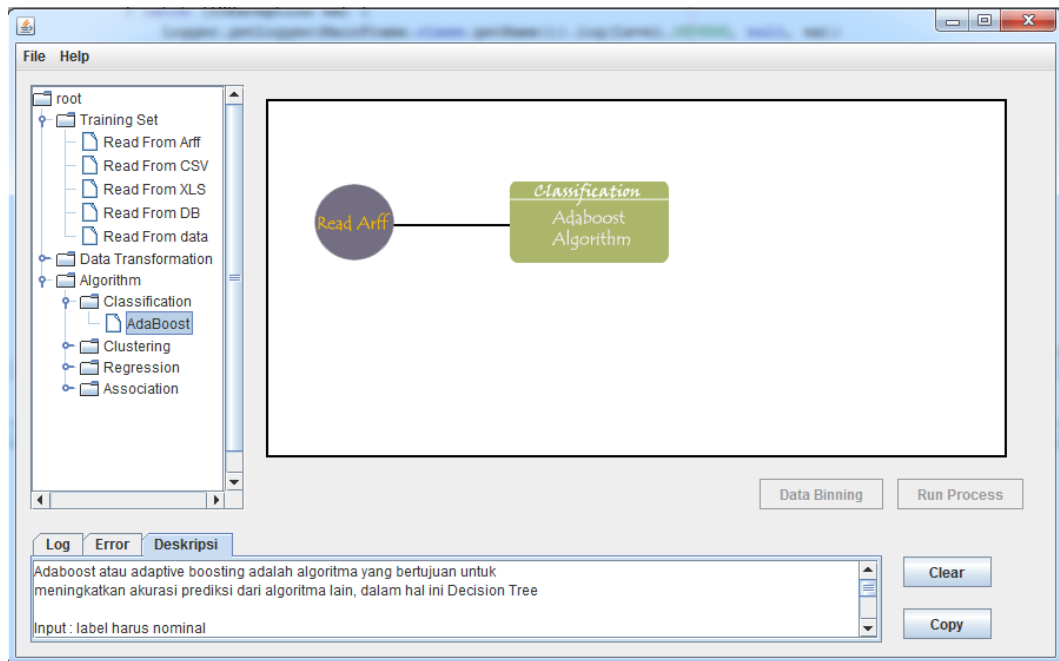 File Help
root
Training Set
Read From Arff
Read From CSV
Read From XLS
Read From DB
Read From data
Data Transformation
Algorithm
Classification
AdaBoost
Clustering
Regression
Association
Read Arff
Classification
Adaboost
Algorithm
Data Binning Run Process
Log Error Deskripsi
Adaboost atau adaptive boosting adalah algoritma yang bertujuan untuk
meningkatkan akurasi prediksi dari algoritma lain, dalam hal ini Decision Tree
Input : label harus nominal
Clear
Copy